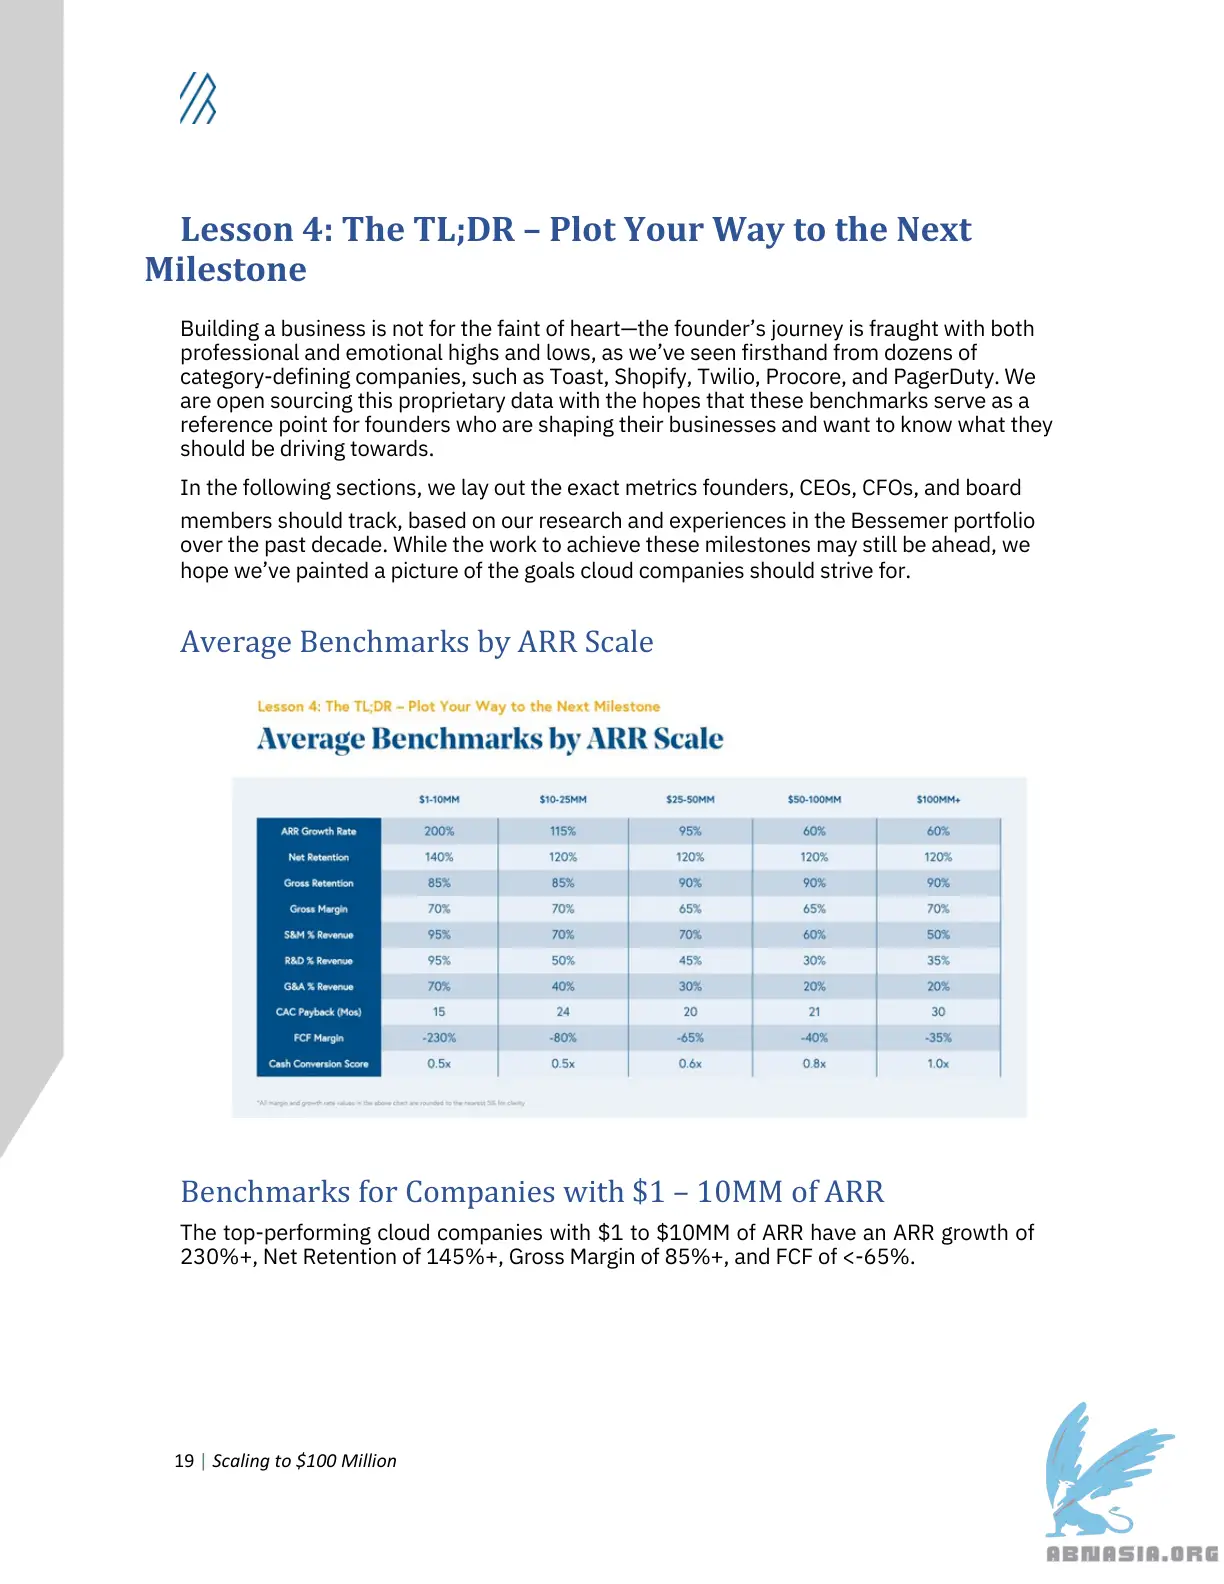 Lesson 4: The TL;DR – Plot Your Way to the Next
Milestone
Building a business is not for the faint of heart—the founder’s journey is fraught with both
professional and emotional highs and lows, as we’ve seen firsthand from dozens of
category-defining companies, such as Toast, Shopify, Twilio, Procore, and PagerDuty. We
are open sourcing this proprietary data with the hopes that these benchmarks serve as a
reference point for founders who are shaping their businesses and want to know what they
should be driving towards.
In the following sections, we lay out the exact metrics founders, CEOs, CFOs, and board
members should track, based on our research and experiences in the Bessemer portfolio
over the past decade. While the work to achieve these milestones may still be ahead, we
hope we’ve painted a picture of the goals cloud companies should strive for.
Average Benchmarks by ARR Scale
Lesson 4: The TL;DR – Plot Your Way to the Next Milestone
Average Benchmarks by ARR Scale
$1-10MM $10-25MM $25-50MM $50-100MM $100MM+
ARR Growth Rate 200% 115% 95% 60% 60%
Net Retention 140% 120% 120% 120% 120%
Gross Retention 85% 85% 90% 90% 90%
Gross Margin 70% 70% 65% 65% 70%
S&M % Revenue 95% 70% 70% 60% 50%
R&D % Revenue 95% 50% 45% 30% 35%
G&A % Revenue 70% 40% 30% 20% 20%
CAC Payback (Mos) 15 24 20 21 30
FCF Margin -230% -80% -65% -40% -35%
Cash Conversion Score 0.5x 0.5x 0.6x 0.8x 1.0x
*All margin and growth rate values in the above chart are rounded to the nearest 5% for clarity
Benchmarks for Companies with $1 – 10MM of ARR
The top-performing cloud companies with $1 to $10MM of ARR have an ARR growth of
230%+, Net Retention of 145%+, Gross Margin of 85%+, and FCF of <-65%.
19 | Scaling to $100 Million
ABNASIA.ORG